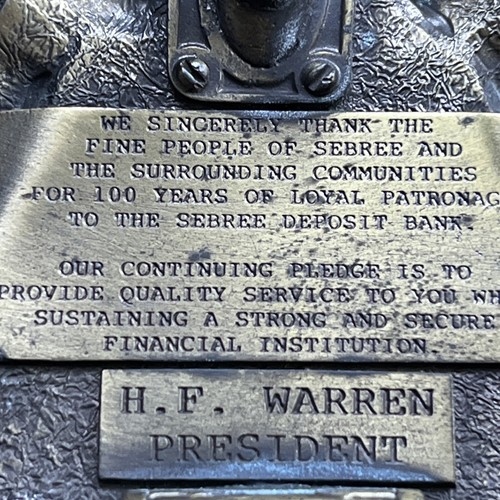 WE SINCERELY THANK THE
FINE PEOPLE OF SEBREE AND
THE SURROUNDING COMMUNITIES
FOR 100 YEARS OF LOYAL PATRONAG
TO THE SEBREE DEPOSIT BANK.
OUR CONTINUING PLEDGE IS TO
PROVIDE QUALITY SERVICE TO YOU WH
SUSTAINING A STRONG AND SECURE
FINANCIAL INSTITUTION.
H.F. WARREN
PRESIDENT